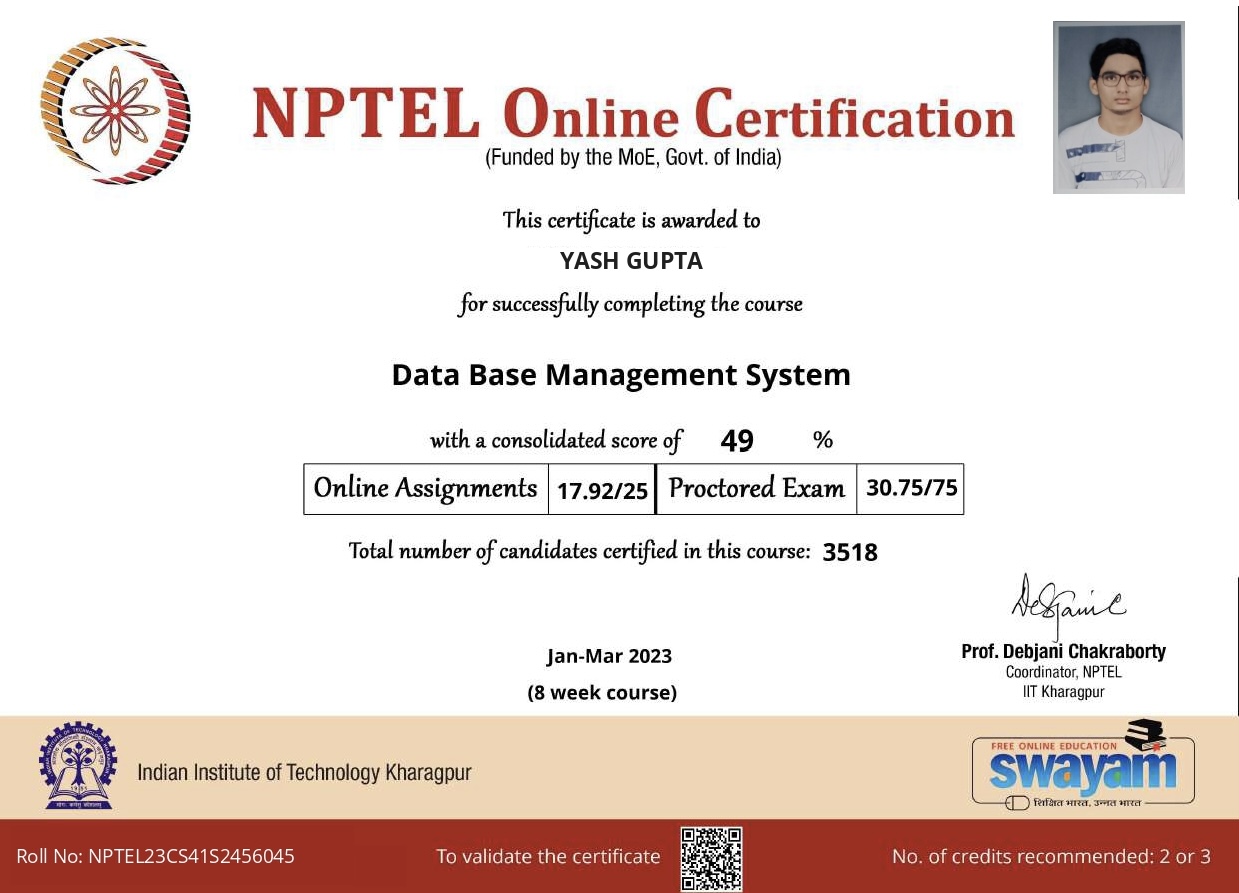 NPTEL Online Certification
(Funded by the MoE, Govt. of India)
This certificate is awarded to
YASH GUPTA
for successfully completing the course
Data Base Management System
with a consolidated score of 49 %
Online Assignments 17.92/25 Proctored Exam 30.75/75
Total number of candidates certified in this course: 3518
Jan-Mar 2023
(8 week course)
Prof. Debjani Chakraborty
Coordinator, NPTEL
IIT Kharagpur
Indian Institute of Technology Kharagpur
FREE ONLINE EDUCATION
swayam
शिक्षित भारत, उन्नत भारत
Roll No: NPTEL23CS41S2456045
To validate the certificate
No. of credits recommended: 2 or 3